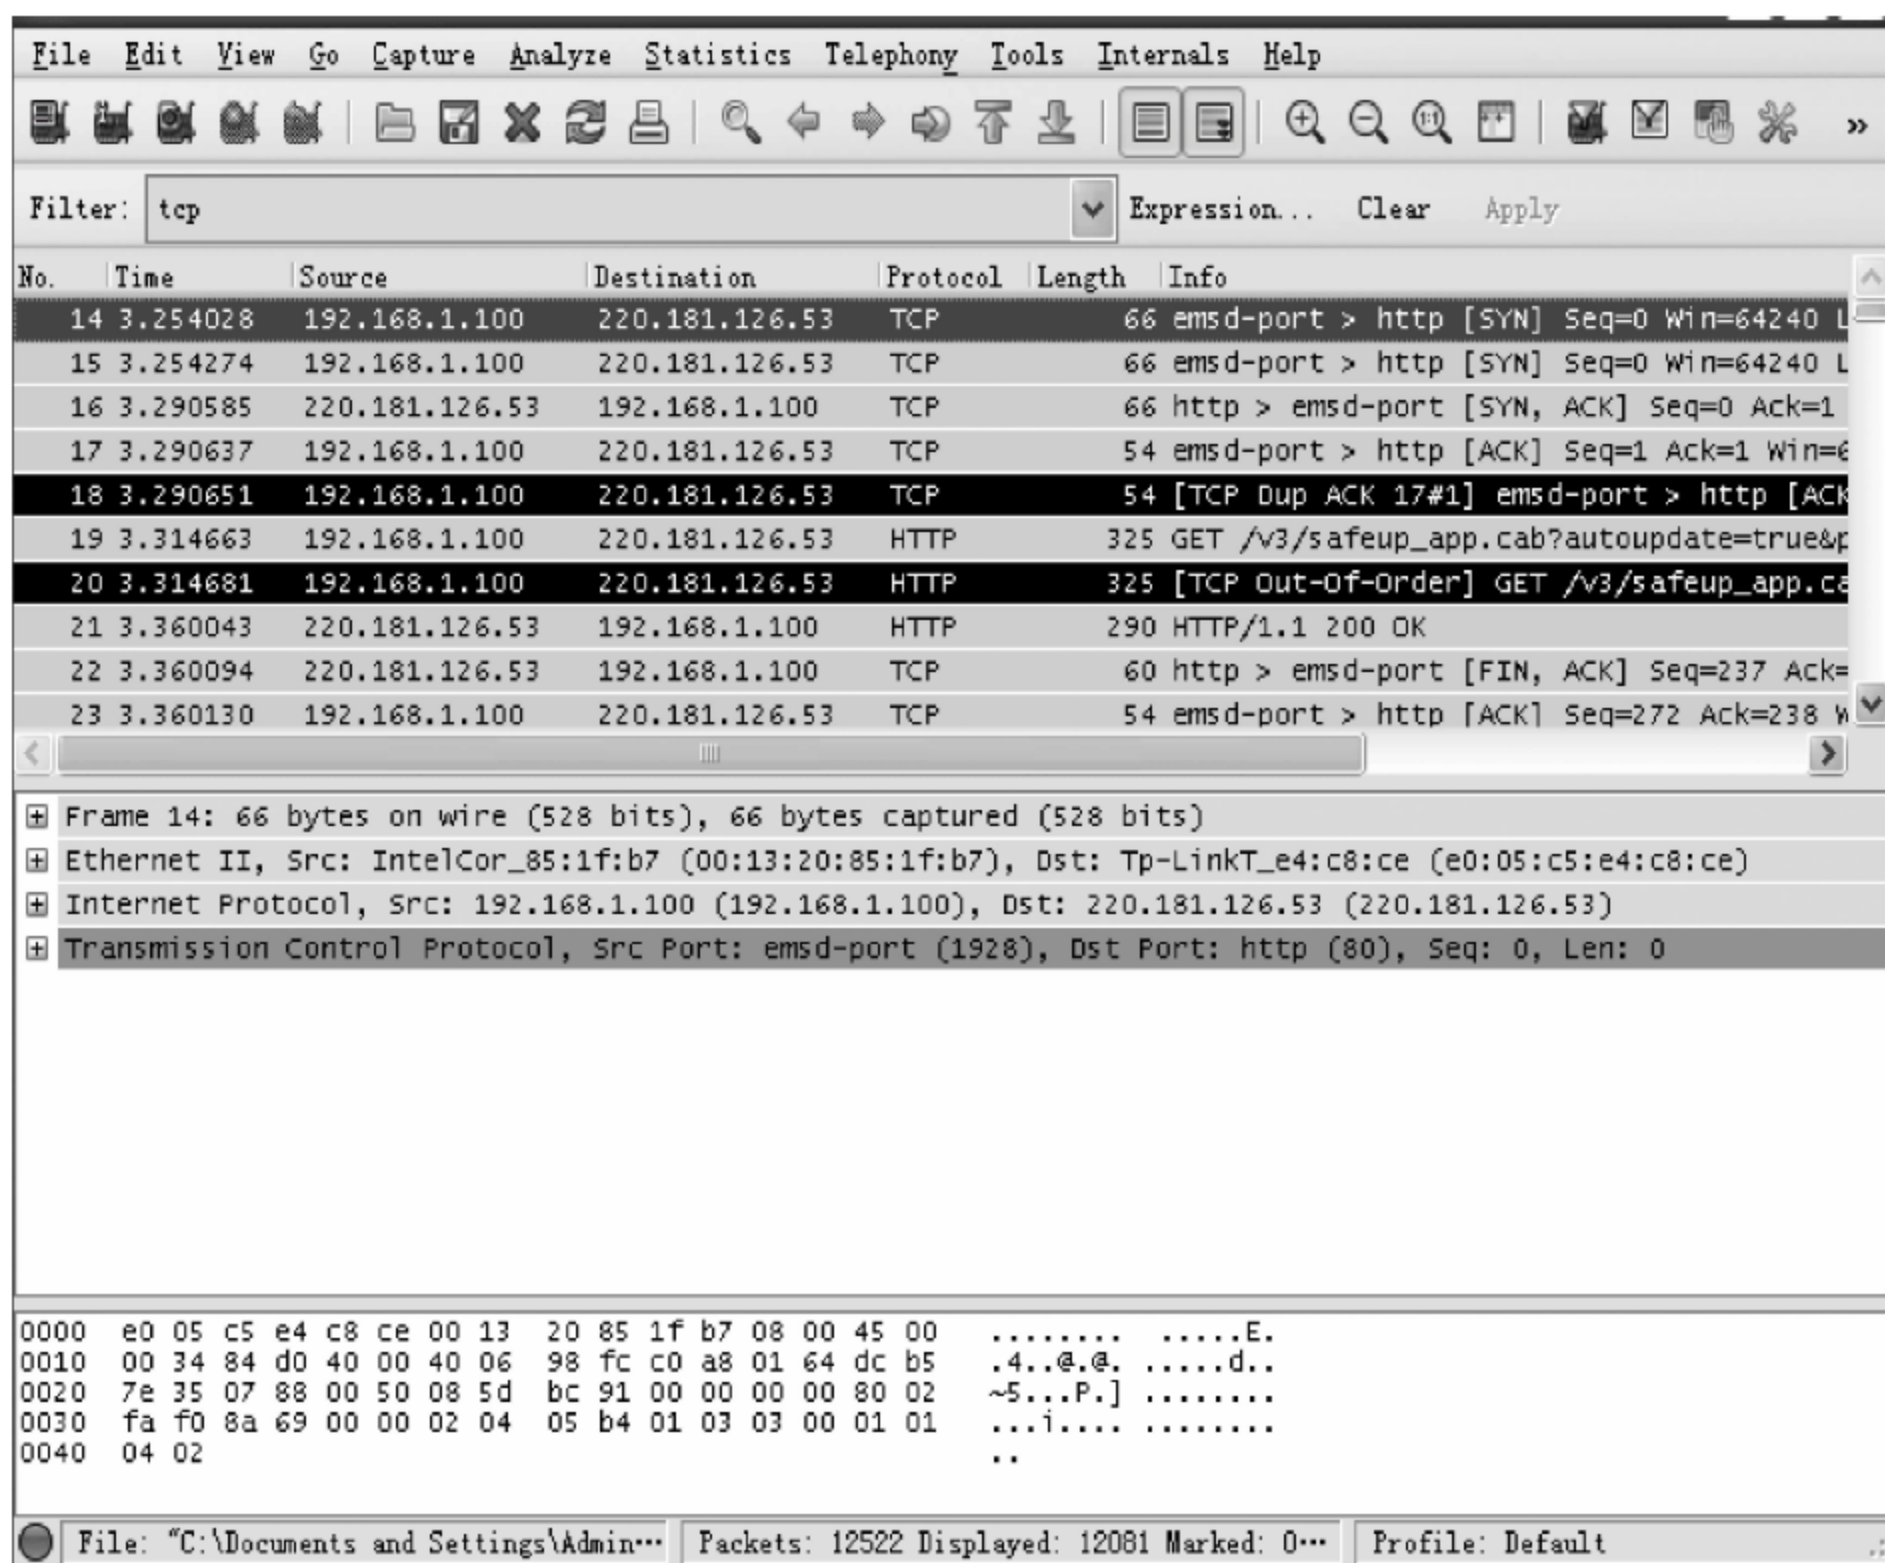 File Edit View Go Capture Analyze Statistics Telephony Tools Internals Help
Filter: tcp Expression... Clear Apply
No. Time Source Destination Protocol Length Info
14 3.254028 192.168.1.100 220.181.126.53 TCP 66 emsd-port > http [SYN] Seq=0 Win=64240 L
15 3.254274 192.168.1.100 220.181.126.53 TCP 66 emsd-port > http [SYN] Seq=0 Win=64240 L
16 3.290585 220.181.126.53 192.168.1.100 TCP 66 http > emsd-port [SYN, ACK] Seq=0 Ack=1
17 3.290637 192.168.1.100 220.181.126.53 TCP 54 emsd-port > http [ACK] Seq=1 Ack=1 Win=6
18 3.290651 192.168.1.100 220.181.126.53 TCP 54 [TCP Dup ACK 17#1] emsd-port > http [ACK
19 3.314663 192.168.1.100 220.181.126.53 HTTP 325 GET /v3/safeup_app.cab?autoupdate=true&p
20 3.314681 192.168.1.100 220.181.126.53 HTTP 325 [TCP Out-Of-Order] GET /v3/safeup_app.ca
21 3.360043 220.181.126.53 192.168.1.100 HTTP 290 HTTP/1.1 200 OK
22 3.360094 220.181.126.53 192.168.1.100 TCP 60 http > emsd-port [FIN, ACK] Seq=237 Ack=
23 3.360130 192.168.1.100 220.181.126.53 TCP 54 emsd-port > http [ACK] Seq=272 Ack=238 W
Frame 14: 66 bytes on wire (528 bits), 66 bytes captured (528 bits)
Ethernet II, Src: IntelCor_85:1f:b7 (00:13:20:85:1f:b7), Dst: Tp-LinkT_e4:c8:ce (e0:05:c5:e4:c8:ce)
Internet Protocol, Src: 192.168.1.100 (192.168.1.100), Dst: 220.181.126.53 (220.181.126.53)
Transmission Control Protocol, Src Port: emsd-port (1928), Dst Port: http (80), Seq: 0, Len: 0
0000 e0 05 c5 e4 c8 ce 00 13 20 85 1f b7 08 00 45 00 ........ .....E.
0010 00 34 84 d0 40 00 40 06 98 fc c0 a8 01 64 dc b5 .4..@.@. .....d..
0020 7e 35 07 88 00 50 08 5d bc 91 00 00 00 00 80 02 ~5...P.] ........
0030 fa f0 8a 69 00 00 02 04 05 b4 01 03 03 00 01 01 ...i.... ........
0040 04 02 ..
File: "C:\Documents and Settings\Admin... Packets: 12522 Displayed: 12081 Marked: 0... Profile: Default